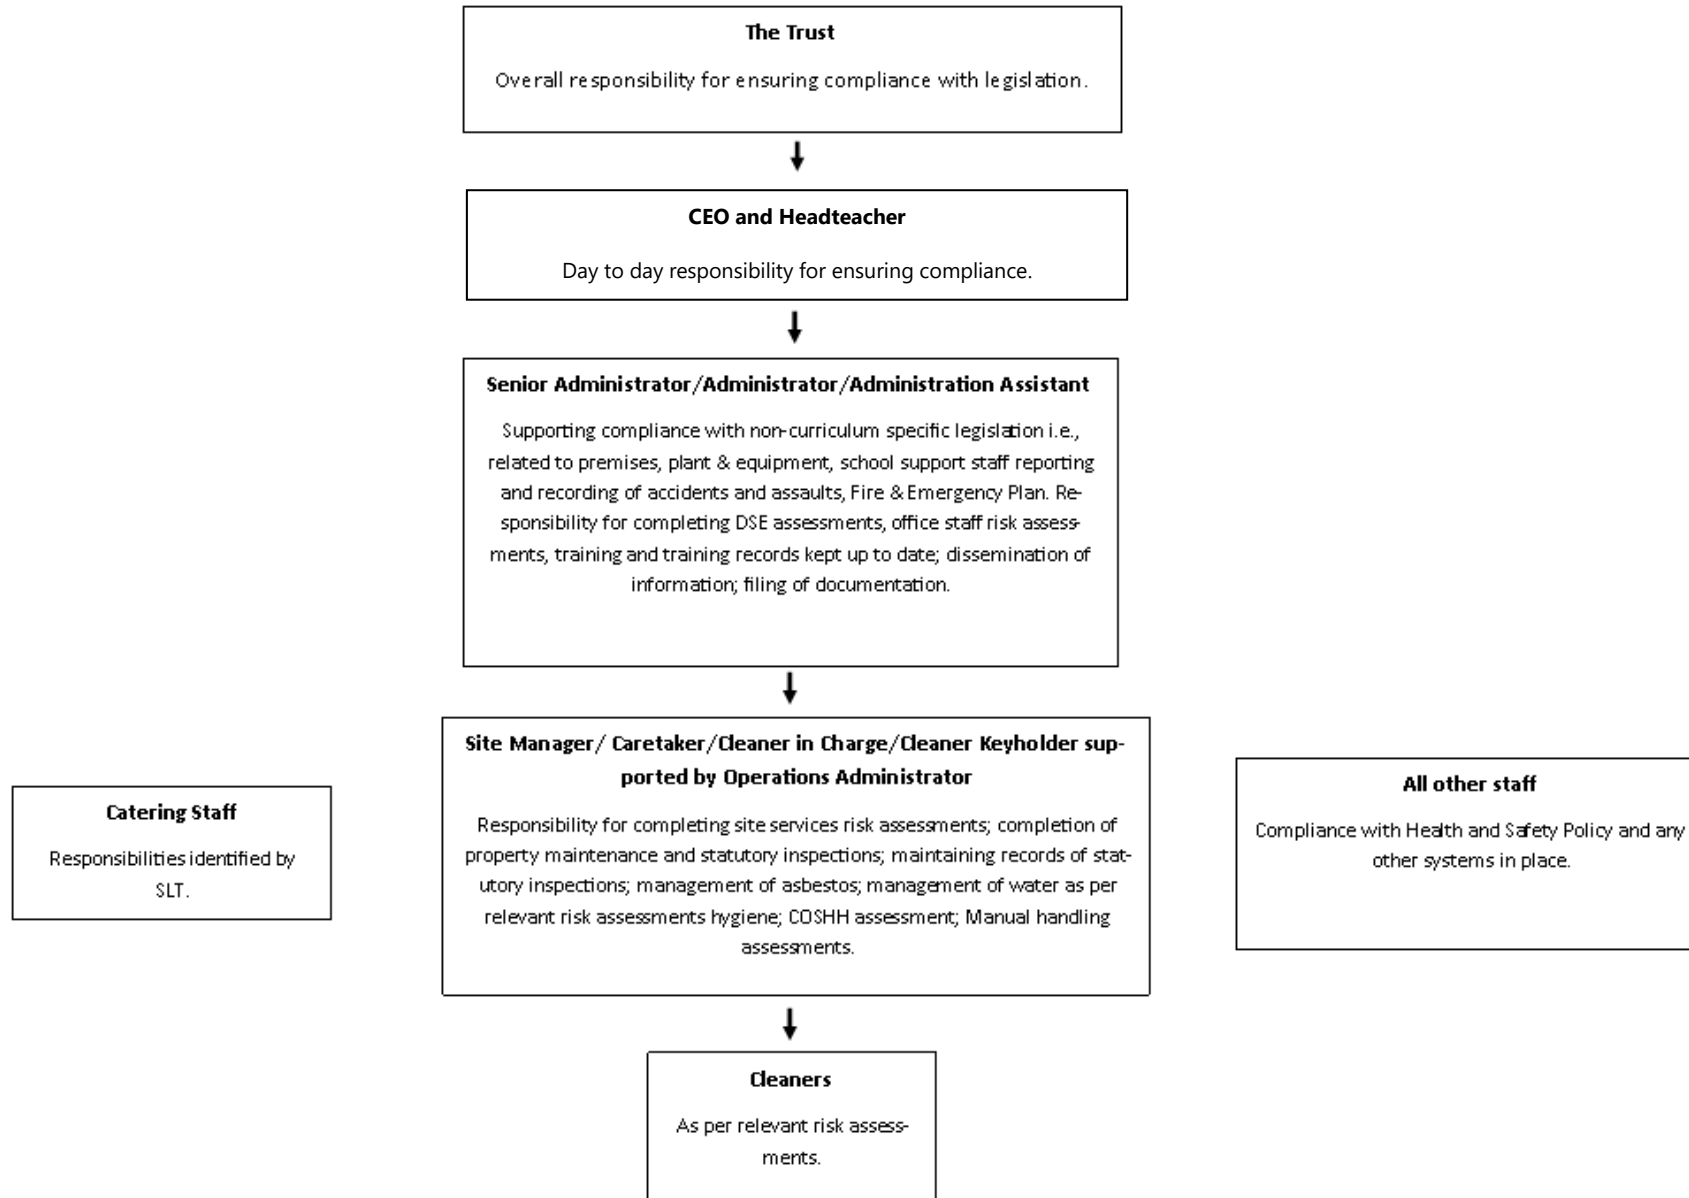 The Trust
Overall responsibility for ensuring compliance with legislation.
CEO and Headteacher
Day to day responsibility for ensuring compliance.
Senior Administrator/Administrator/Administration Assistant
Supporting compliance with non-curriculum specific legislation i.e.,
related to premises, plant & equipment, school support staff reporting
and recording of accidents and assaults, Fire & Emergency Plan. Re-
sponsibility for completing DSE assessments, office staff risk assess-
ments, training and training records kept up to date; dissemination of
information; filing of documentation.
Site Manager/ Caretaker/Cleaner in Charge/Cleaner Keyholder sup-
ported by Operations Administrator
Responsibility for completing site services risk assessments; completion of
property maintenance and statutory inspections; maintaining records of stat-
utory inspections; management of asbestos; management of water as per
relevant risk assessments hygiene; COSHH assessment; Manual handling
assessments.
Catering Staff
Responsibilities identified by
SLT.
All other staff
Compliance with Health and Safety Policy and any
other systems in place.
Cleaners
As per relevant risk assess-
ments.